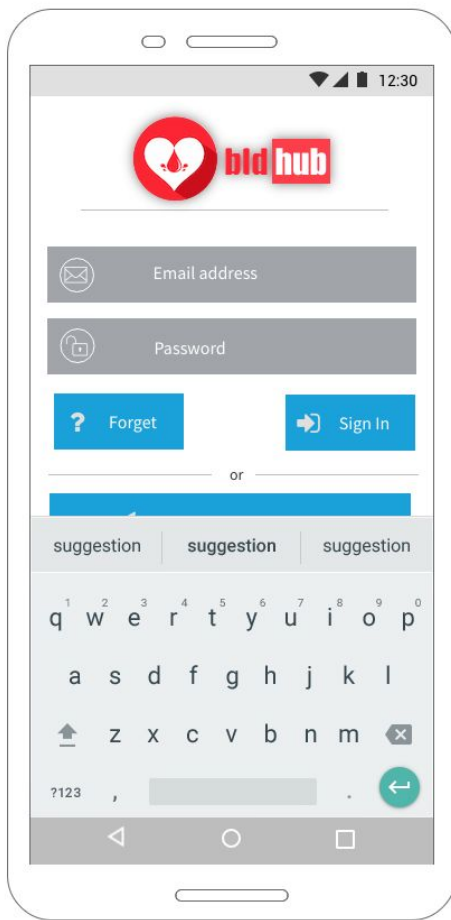 12:30
bld hub
Email address
Password
? Forget
Sign In
or
suggestion suggestion suggestion
1 2 3 4 5 6 7 8 9 0
q w e r t y u i o p
a s d f g h j k l
z x c v b n m
?123 , .